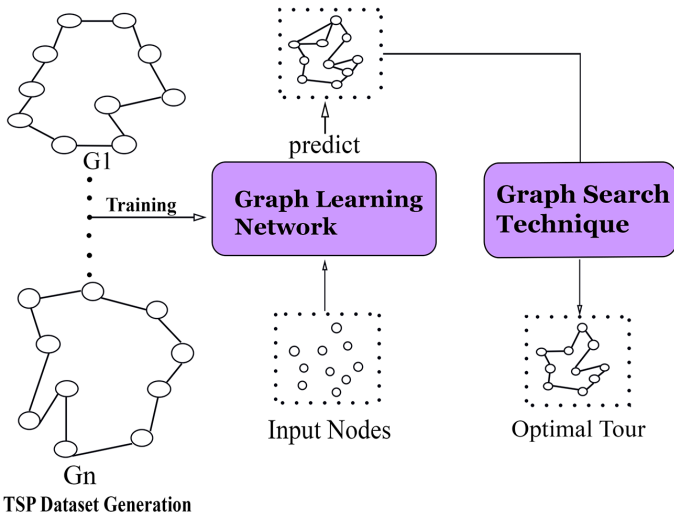 G1
Training
predict
Graph Learning
Network
Graph Search
Technique
Input Nodes
Optimal Tour
Gn
TSP Dataset Generation